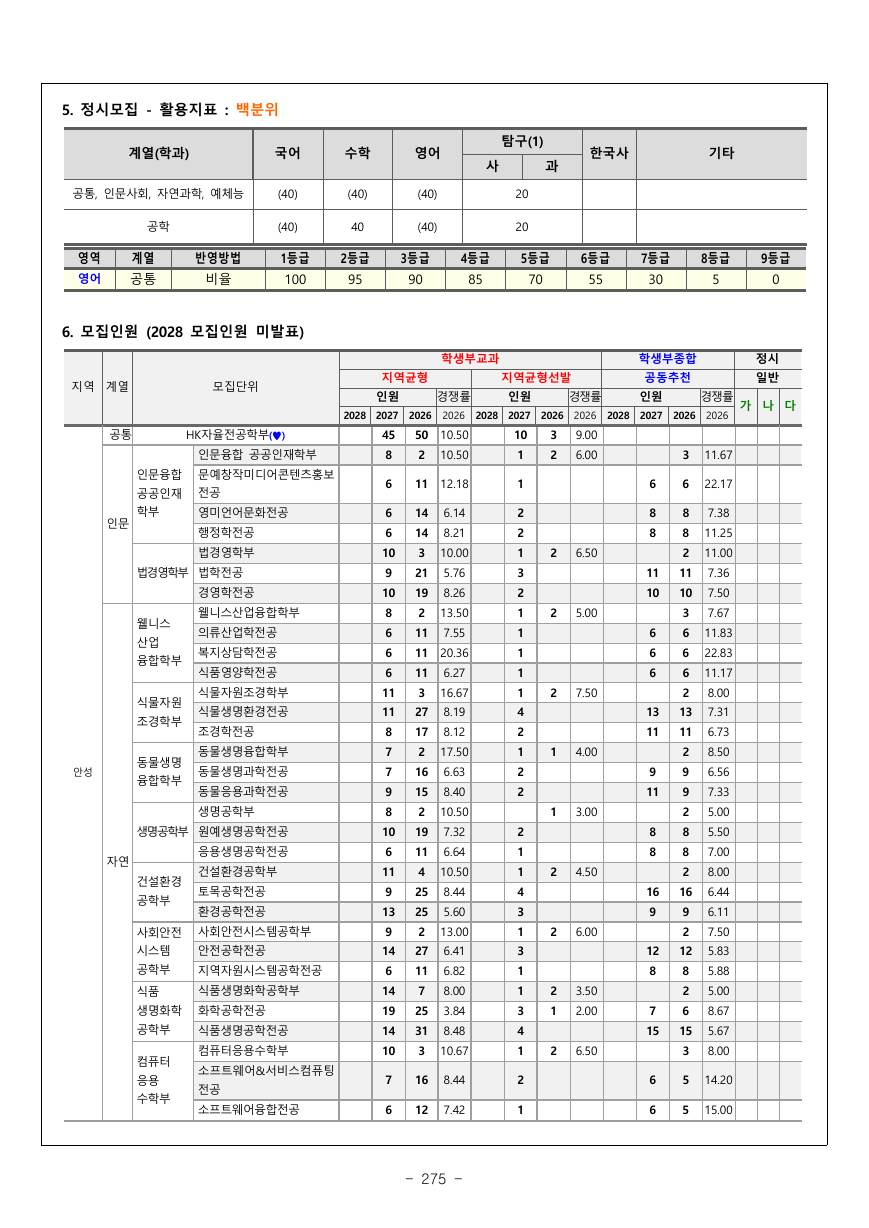 5. 정시모집 - 활용지표 : 백분위
계열(학과) 국어 수학 영어 탐구(1) 한국사 기타
사 과
공통, 인문사회, 자연과학, 예체능 (40) (40) (40) 20
공학 (40) 40 (40) 20
영역 계열 반영방법 1등급 2등급 3등급 4등급 5등급 6등급 7등급 8등급 9등급
영어 공통 비율 100 95 90 85 70 55 30 5 0
6. 모집인원 (2028 모집인원 미발표)
지역 계열 모집단위 학생부교과 학생부종합 정시
지역균형 지역균형선발 공동추천 일반
인원 경쟁률 인원 경쟁률 인원 경쟁률 가 나 다
2028 2027 2026 2026 2028 2027 2026 2026 2028 2027 2026 2026
안성
공통 HK자율전공학부(♥) 45 50 10.50 10 3 9.00
인문
인문융합
공공인재
학부
인문융합 공공인재학부 8 2 10.50 1 2 6.00 3 11.67
문예창작미디어콘텐츠홍보
전공 6 11 12.18 1 6 6 22.17
영미언어문화전공 6 14 6.14 2 8 8 7.38
행정학전공 6 14 8.21 2 8 8 11.25
법경영학부
법경영학부 10 3 10.00 1 2 6.50 2 11.00
법학전공 9 21 5.76 3 11 11 7.36
경영학전공 10 19 8.26 2 10 10 7.50
자연
웰니스
산업
융합학부
웰니스산업융합학부 8 2 13.50 1 2 5.00 3 7.67
의류산업학전공 6 11 7.55 1 6 6 11.83
복지상담학전공 6 11 20.36 1 6 6 22.83
식품영양학전공 6 11 6.27 1 6 6 11.17
식물자원
조경학부
식물자원조경학부 11 3 16.67 1 2 7.50 2 8.00
식물생명환경전공 11 27 8.19 4 13 13 7.31
조경학전공 8 17 8.12 2 11 11 6.73
동물생명
융합학부
동물생명융합학부 7 2 17.50 1 1 4.00 2 8.50
동물생명과학전공 7 16 6.63 2 9 9 6.56
동물응용과학전공 9 15 8.40 2 11 9 7.33
생명공학부
생명공학부 8 2 10.50 1 3.00 2 5.00
원예생명공학전공 10 19 7.32 2 8 8 5.50
응용생명공학전공 6 11 6.64 1 8 8 7.00
건설환경
공학부
건설환경공학부 11 4 10.50 1 2 4.50 2 8.00
토목공학전공 9 25 8.44 4 16 16 6.44
환경공학전공 13 25 5.60 3 9 9 6.11
사회안전
시스템
공학부
사회안전시스템공학부 9 2 13.00 1 2 6.00 2 7.50
안전공학전공 14 27 6.41 3 12 12 5.83
지역자원시스템공학전공 6 11 6.82 1 8 8 5.88
식품
생명화학
공학부
식품생명화학공학부 14 7 8.00 1 2 3.50 2 5.00
화학공학전공 19 25 3.84 3 1 2.00 7 6 8.67
식품생명공학전공 14 31 8.48 4 15 15 5.67
컴퓨터
응용
수학부
컴퓨터응용수학부 10 3 10.67 1 2 6.50 3 8.00
소프트웨어&서비스컴퓨팅
전공 7 16 8.44 2 6 5 14.20
소프트웨어융합전공 6 12 7.42 1 6 5 15.00
- 275 -